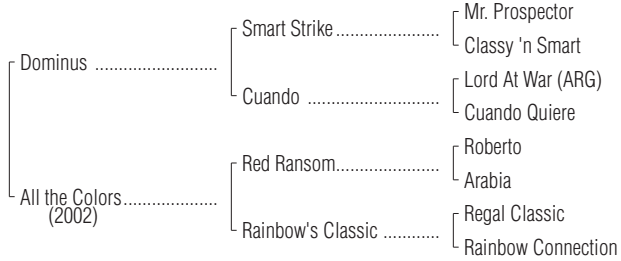 Mr. Prospector
Smart Strike......................
Classy 'n Smart
Dominus ..........................
Lord At War (ARG)
Cuando ............................
Cuando Quiere
Roberto
Red Ransom......................
Arabia
All the Colors....................
(2002)
Regal Classic
Rainbow's Classic ............
Rainbow Connection